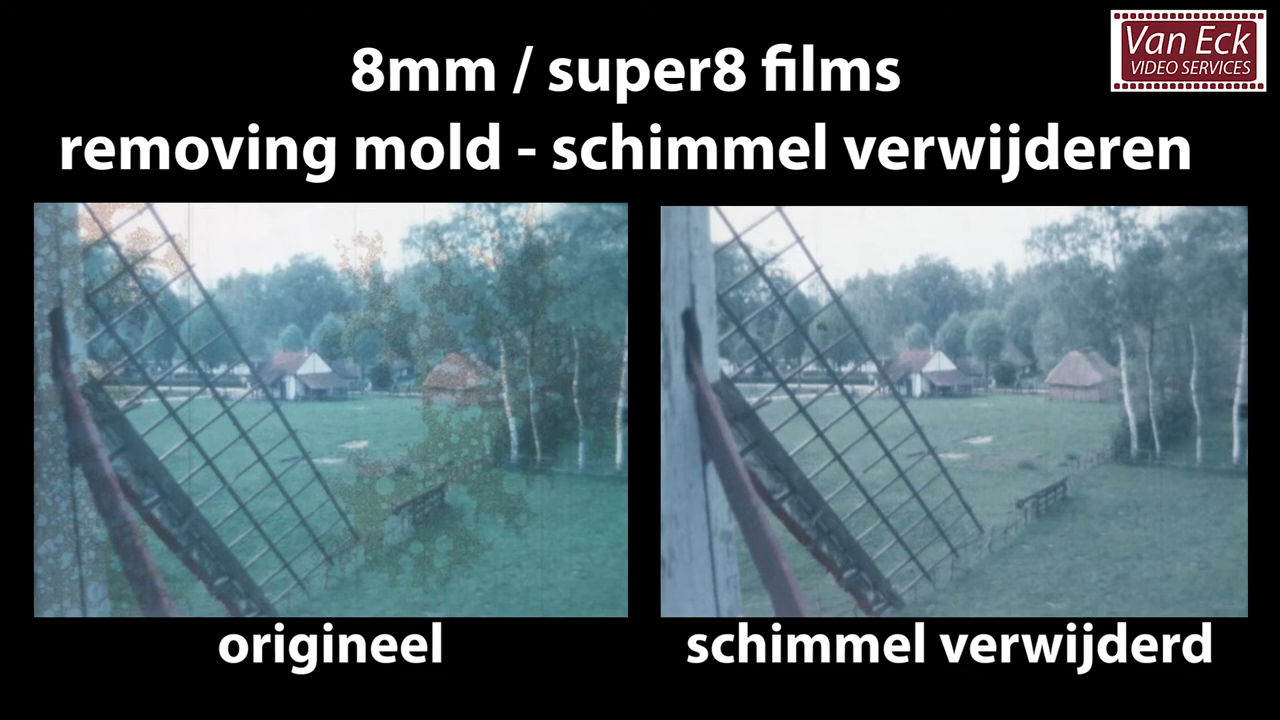 8mm / super8 films
Van Eck
VIDEO SERVICES
removing mold - schimmel verwijderen
origineel
schimmel verwijderd